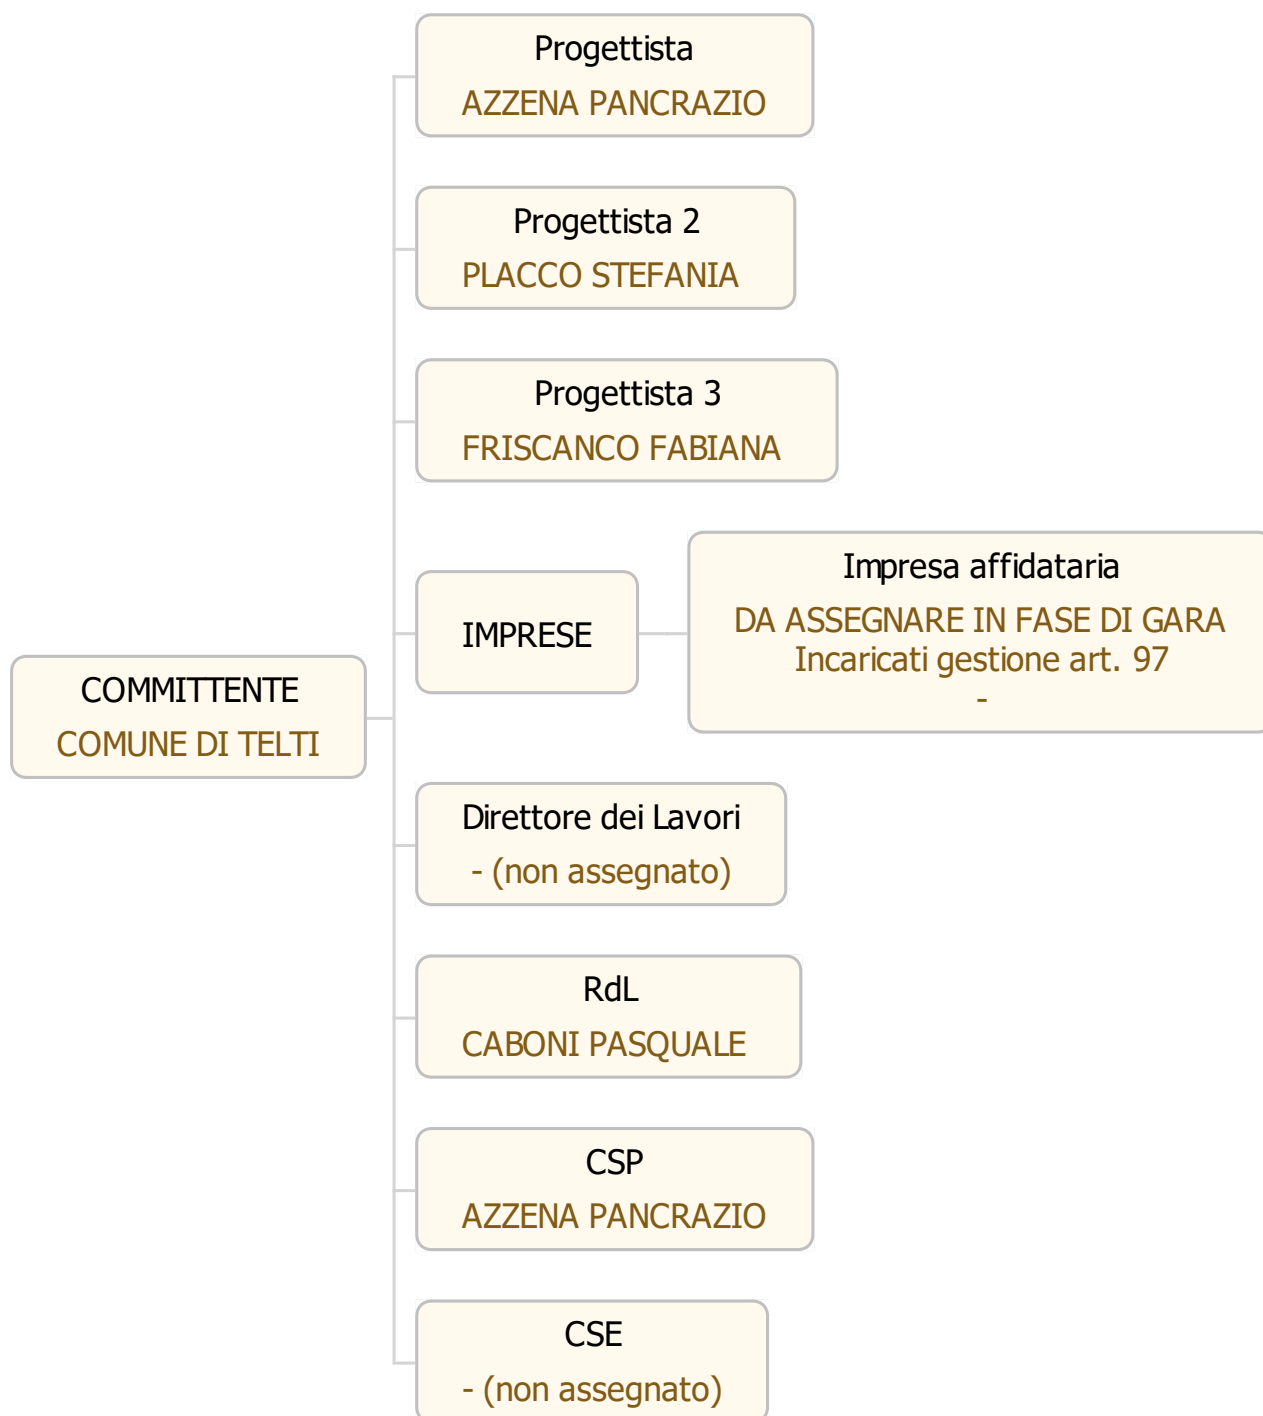 Progettista
AZZENA PANCRAZIO
Progettista 2
PLACCO STEFANIA
Progettista 3
FRISCANCO FABIANA
IMPRESE
Impresa affidataria
DA ASSEGNARE IN FASE DI GARA
Incaricati gestione art. 97
-
COMMITTENTE
COMUNE DI TELTI
Direttore dei Lavori
- (non assegnato)
RdL
CABONI PASQUALE
CSP
AZZENA PANCRAZIO
CSE
- (non assegnato)